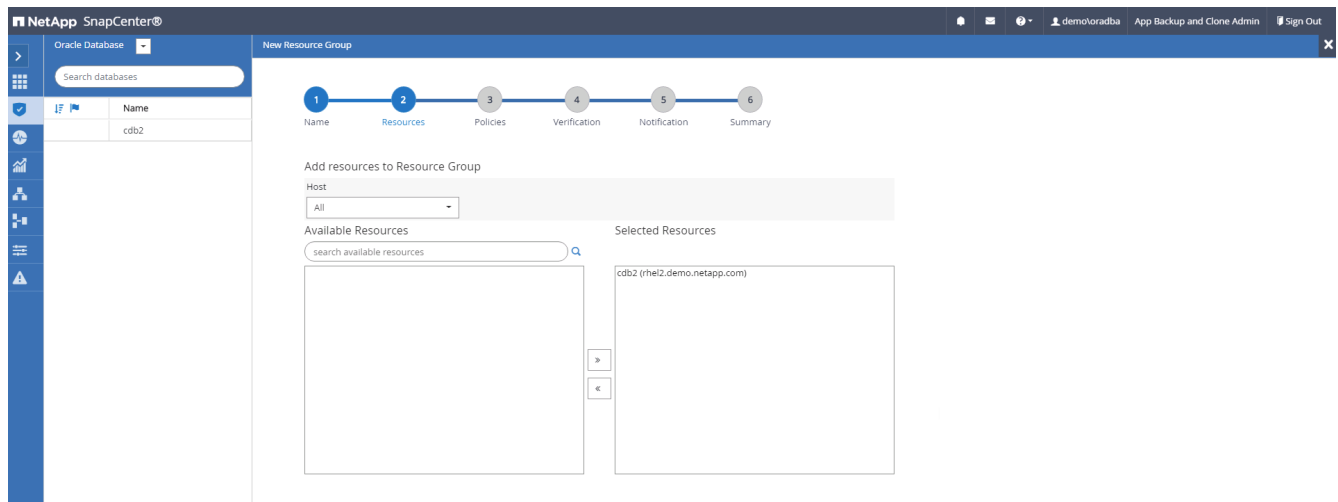 NetApp SnapCenter® demo\oradba App Backup and Clone Admin Sign Out
Oracle Database
New Resource Group
Search databases
Name
cdb2
1 2 3 4 5 6
Name Resources Policies Verification Notification Summary
Add resources to Resource Group
Host
All
Available Resources
Selected Resources
search available resources
cdb2 (rhel2.demo.netapp.com)